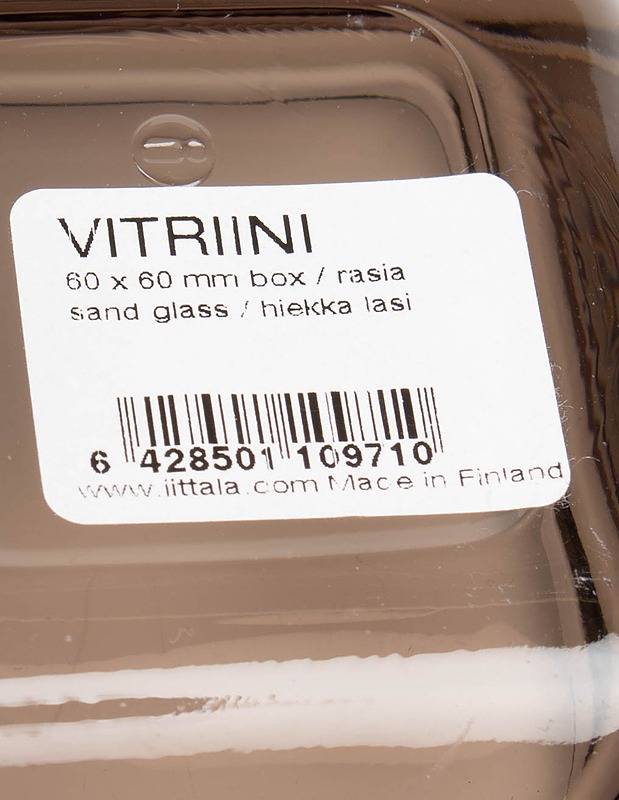 VITRIINI
60 x 60 mm box / rasia
sand glass / hiekka lasi
6 428501 109710
www.iittala.com Made in Finland